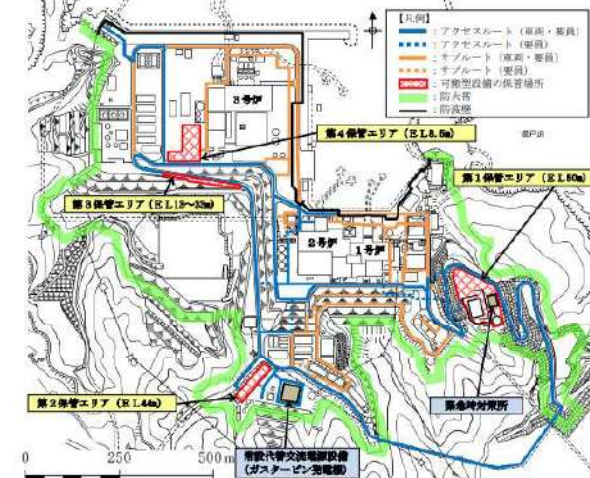 【凡例】
：アクセスルート（車両・要員）
：アクセスルート（要員）
：サブルート（車両・要員）
：サブルート（要員）
：可搬型設備の保管場所
：防火帯
：防波壁
3号炉
第4保管エリア（EL8.5m）
第1保管エリア（EL50m）
第3保管エリア（EL13～33m）
2号炉
1号炉
第2保管エリア（EL44m）
緊急時対策所
常設代替交流電源設備
（ガスタービン発電機）
0 250 500 m